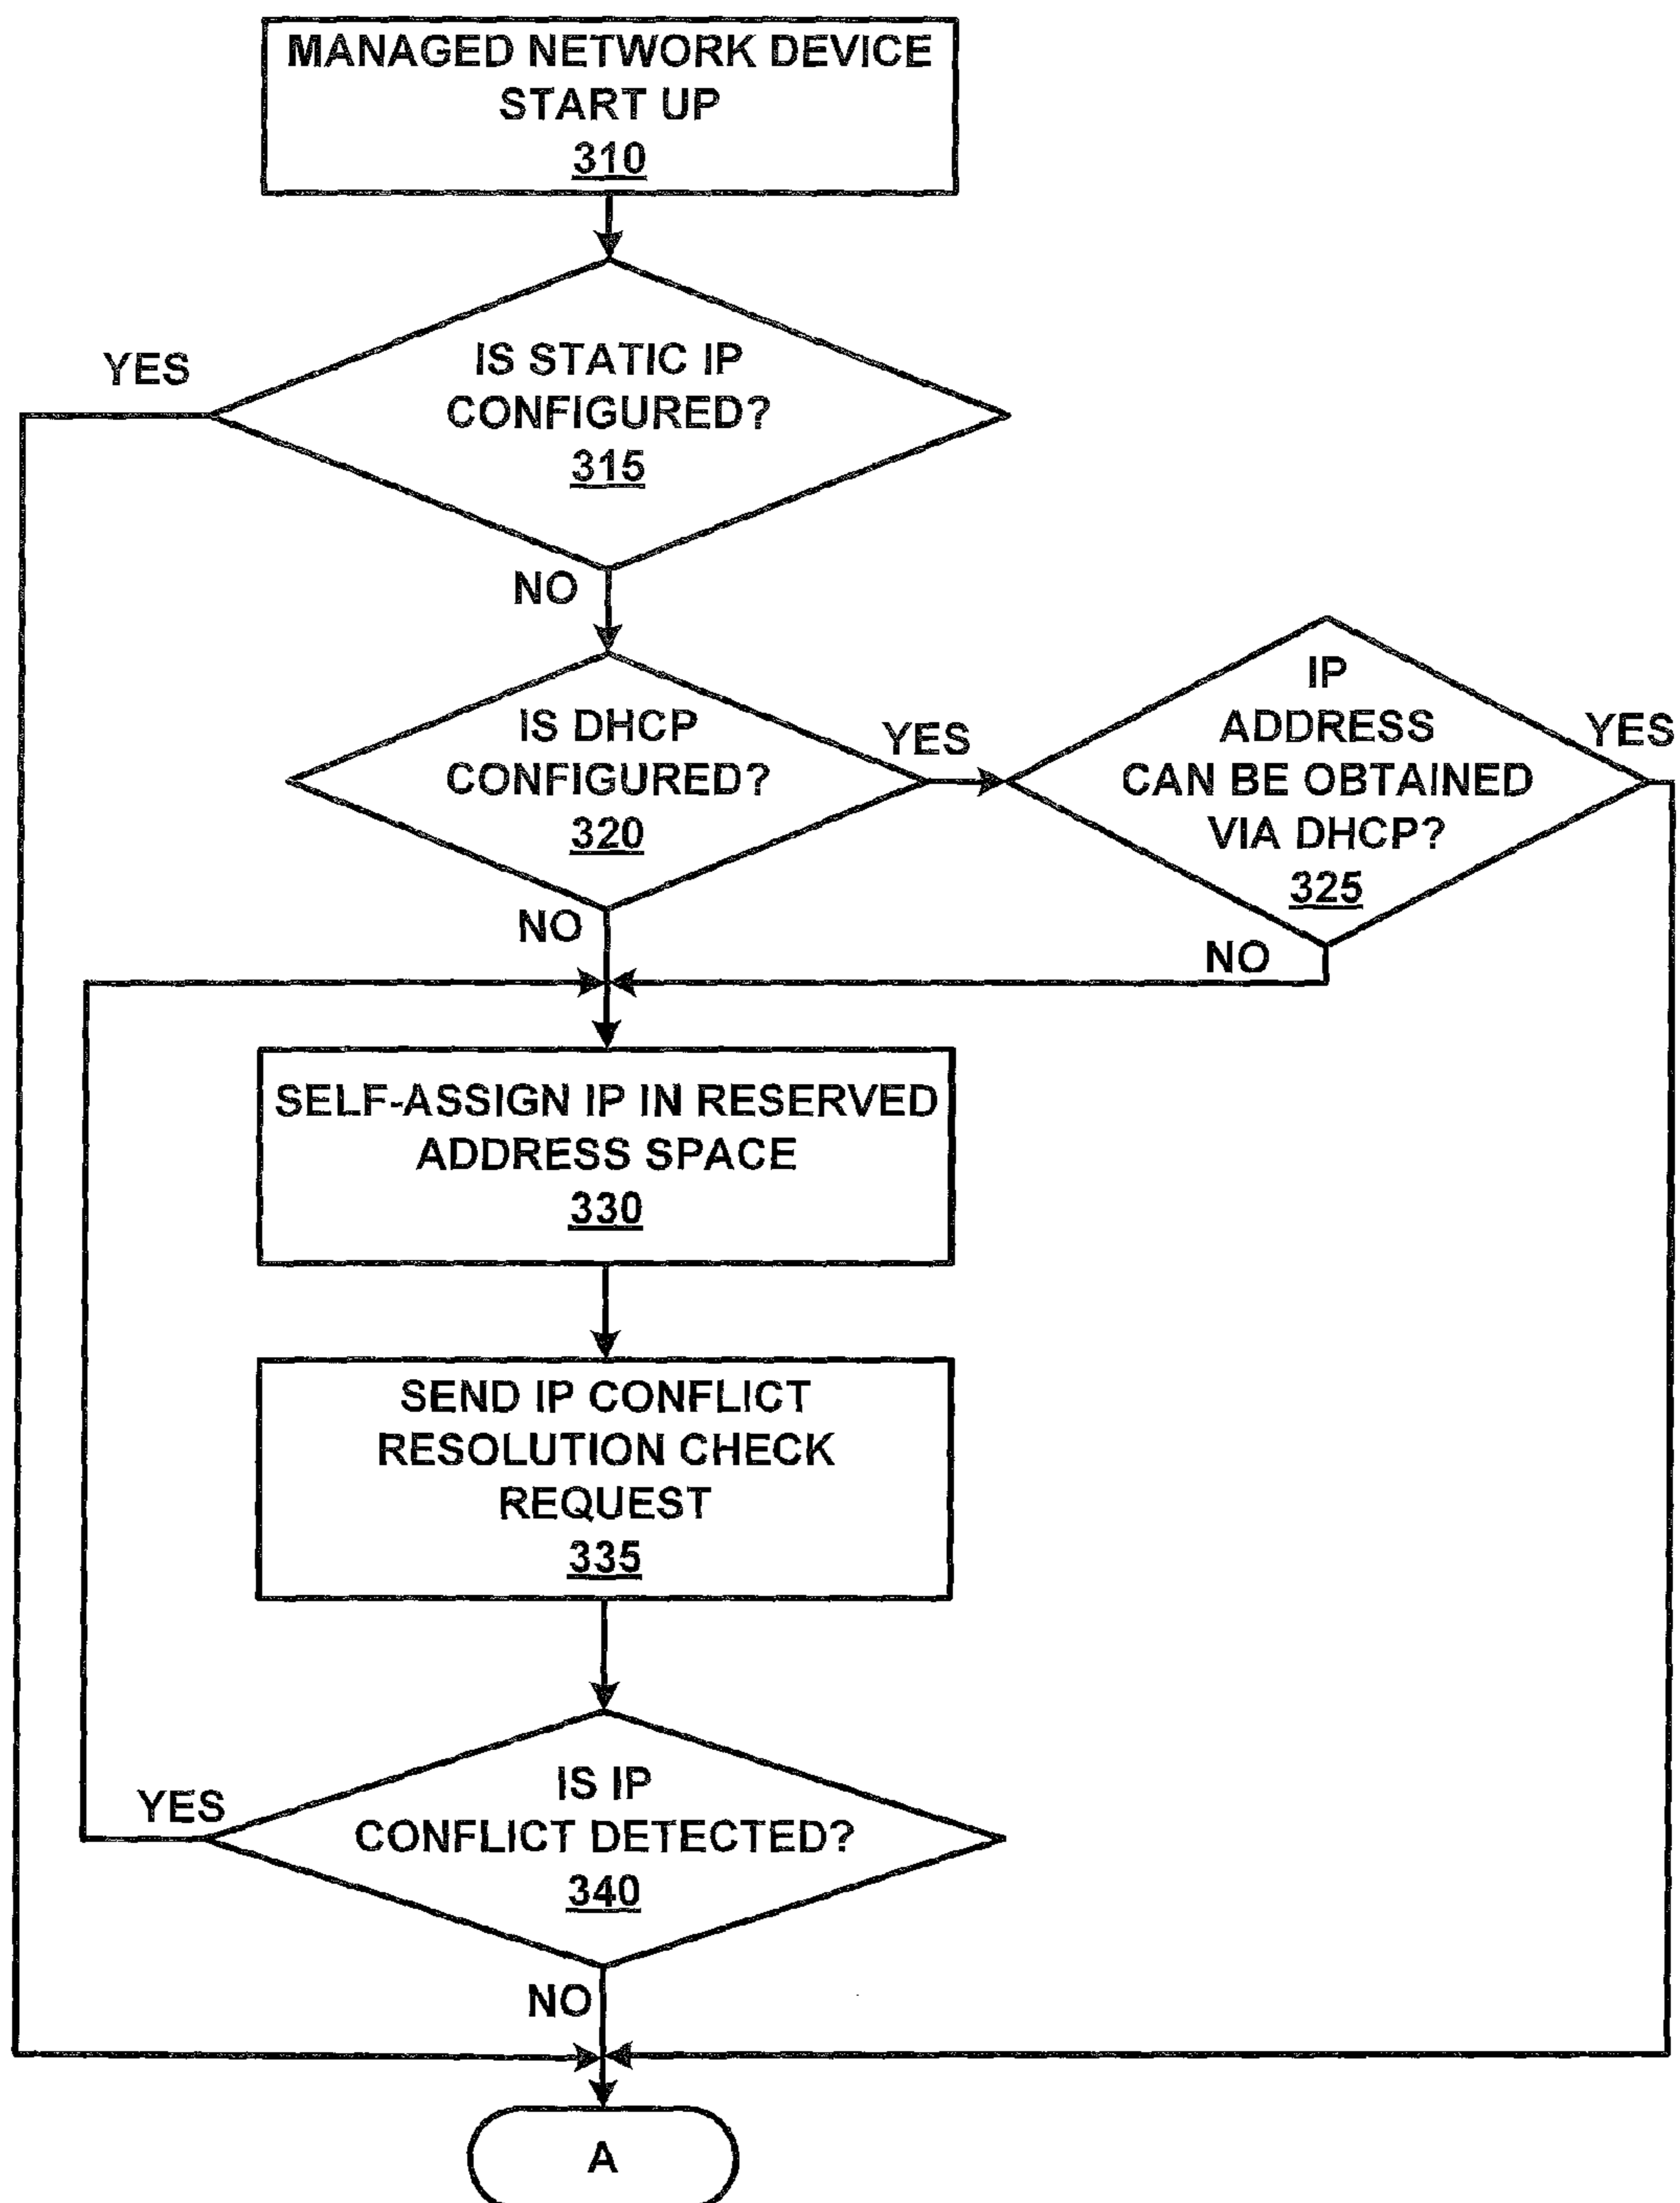 MANAGED NETWORK DEVICE
START UP
310
YES
IS STATIC IP
CONFIGURED?
315
NO
IS DHCP
CONFIGURED?
320
YES
IP
ADDRESS
CAN BE OBTAINED
VIA DHCP?
325
YES
NO
NO
SELF-ASSIGN IP IN RESERVED
ADDRESS SPACE
330
SEND IP CONFLICT
RESOLUTION CHECK
REQUEST
335
YES
IS IP
CONFLICT DETECTED?
340
NO
A